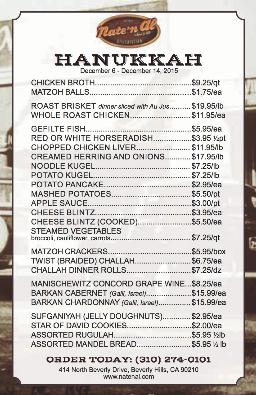 Nate'n Al
DELICATESSEN
HANUKKAH
December 6 - December 14, 2015
CHICKEN BROTH...$9.25/qt
MATZOH BALLS...$1.75/ea
ROAST BRISKET dinner sliced with Au Jus...$19.95/lb
WHOLE ROAST CHICKEN...$11.95/ea
GEFILTE FISH...$5.95/ea
RED OR WHITE HORSERADISH...$3.95 ½pt
CHOPPED CHICKEN LIVER...$11.95/lb
CREAMED HERRING AND ONIONS...$17.95/lb
NOODLE KUGEL...$7.25/lb
POTATO KUGEL...$7.25/lb
POTATO PANCAKE...$2.95/ea
MASHED POTATOES...$5.50/pt
APPLE SAUCE...$3.00/pt
CHEESE BLINTZ...$3.95/ea
CHEESE BLINTZ (COOKED)...$5.50/ea
STEAMED VEGETABLES
broccoli, cauliflower, carrots...$7.25/qt
MATZOH CRACKERS...$5.95/box
TWIST (BRAIDED) CHALLAH...$6.75/ea
CHALLAH DINNER ROLLS...$7.25/dz
MANISCHEWITZ CONCORD GRAPE WINE...$8.25/ea
BARKAN CABERNET (Galil, Israel)...$15.99/ea
BARKAN CHARDONNAY (Galil, Israel)...$15.99/ea
SUFGANIYAH (JELLY DOUGHNUTS)...$2.95/ea
STAR OF DAVID COOKIES...$2.00/ea
ASSORTED RUGULAH...$5.95 ½lb
ASSORTED MANDEL BREAD...$5.95 ½ lb
ORDER TODAY: (310) 274-0101
414 North Beverly Drive, Beverly Hills, CA 90210
www.natenal.com